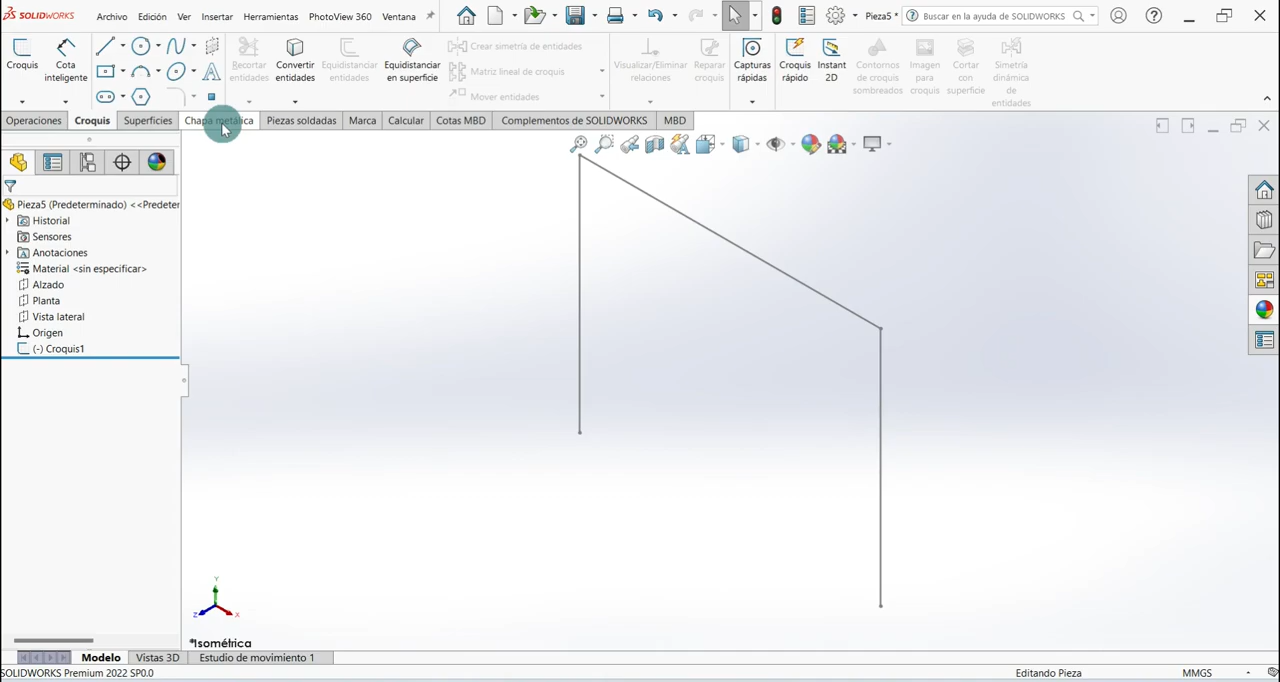 SOLIDWORKS Archivo Edición Ver Insertar Herramientas PhotoView 360 Ventana Pieza5 * Buscar en la ayuda de SOLIDWORKS
Croquis
Cota inteligente
Recortar entidades
Convertir entidades
Equidistanciar entidades
Equidistanciar en superficie
Crear simetría de entidades
Matriz lineal de croquis
Mover entidades
Visualizar/Eliminar relaciones
Reparar croquis
Capturas rápidas
Croquis rápido
Instant 2D
Contornos de croquis sombreados
Imagen para croquis
Cortar con superficie
Simetría dinámica de entidades
Operaciones Croquis Superficies Chapa metálica Piezas soldadas Marca Calcular Cotas MBD Complementos de SOLIDWORKS MBD
Pieza5 (Predeterminado) <<Predeter
Historial
Sensores
Anotaciones
Material <sin especificar>
Alzado
Planta
Vista lateral
Origen
(-) Croquis1
Y
Z X
*Isométrica
Modelo Vistas 3D Estudio de movimiento 1
SOLIDWORKS Premium 2022 SP0.0 Editando Pieza MMGS